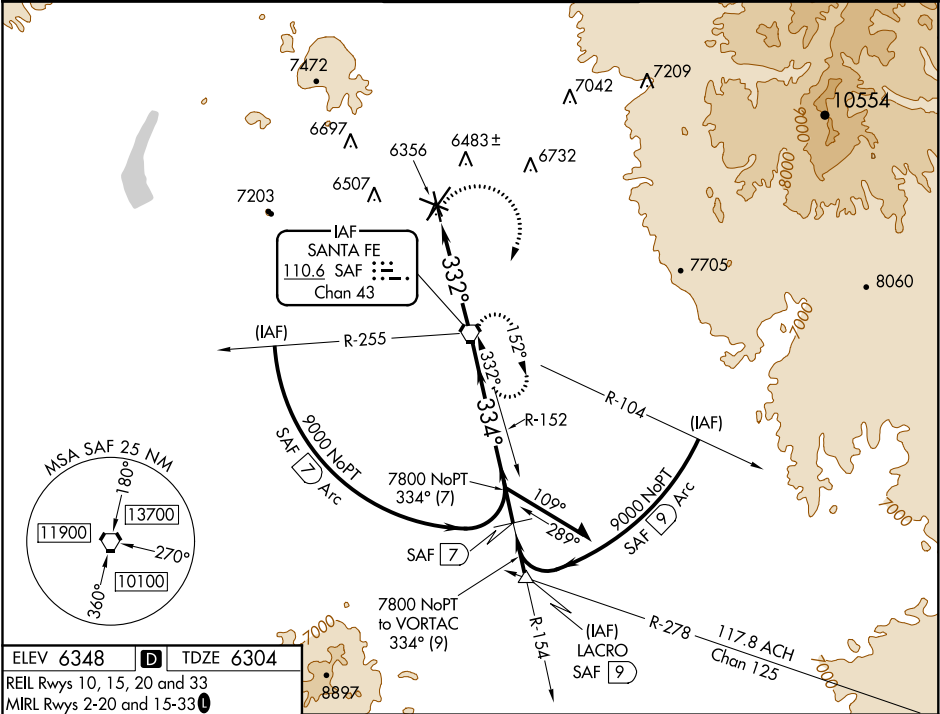 7472
7042
7209
10554
6697
6483 ±
6732
6356
6507
7203
8000
8000
IAF
SANTA FE
110.6 SAF
Chan 43
332°
7705
8060
7000
(IAF)
R-255
332°
152°
R-104
(IAF)
334°
R-152
9000 NoPT
SAF 7 Arc
7800 NoPT
334° (7)
109°
289°
9000 NoPT
SAF 9 Arc
7000
SAF 7
MSA SAF 25 NM
180°
13700
11900
270°
10100
360°
7800 NoPT
to VORTAC
334° (9)
R-154
(IAF)
LACRO
SAF 9
R-278
117.8 ACH
Chan 125
7000
7000
8897
ELEV 6348 D TDZE 6304
REIL Rwys 10, 15, 20 and 33
MIRL Rwys 2-20 and 15-33 L